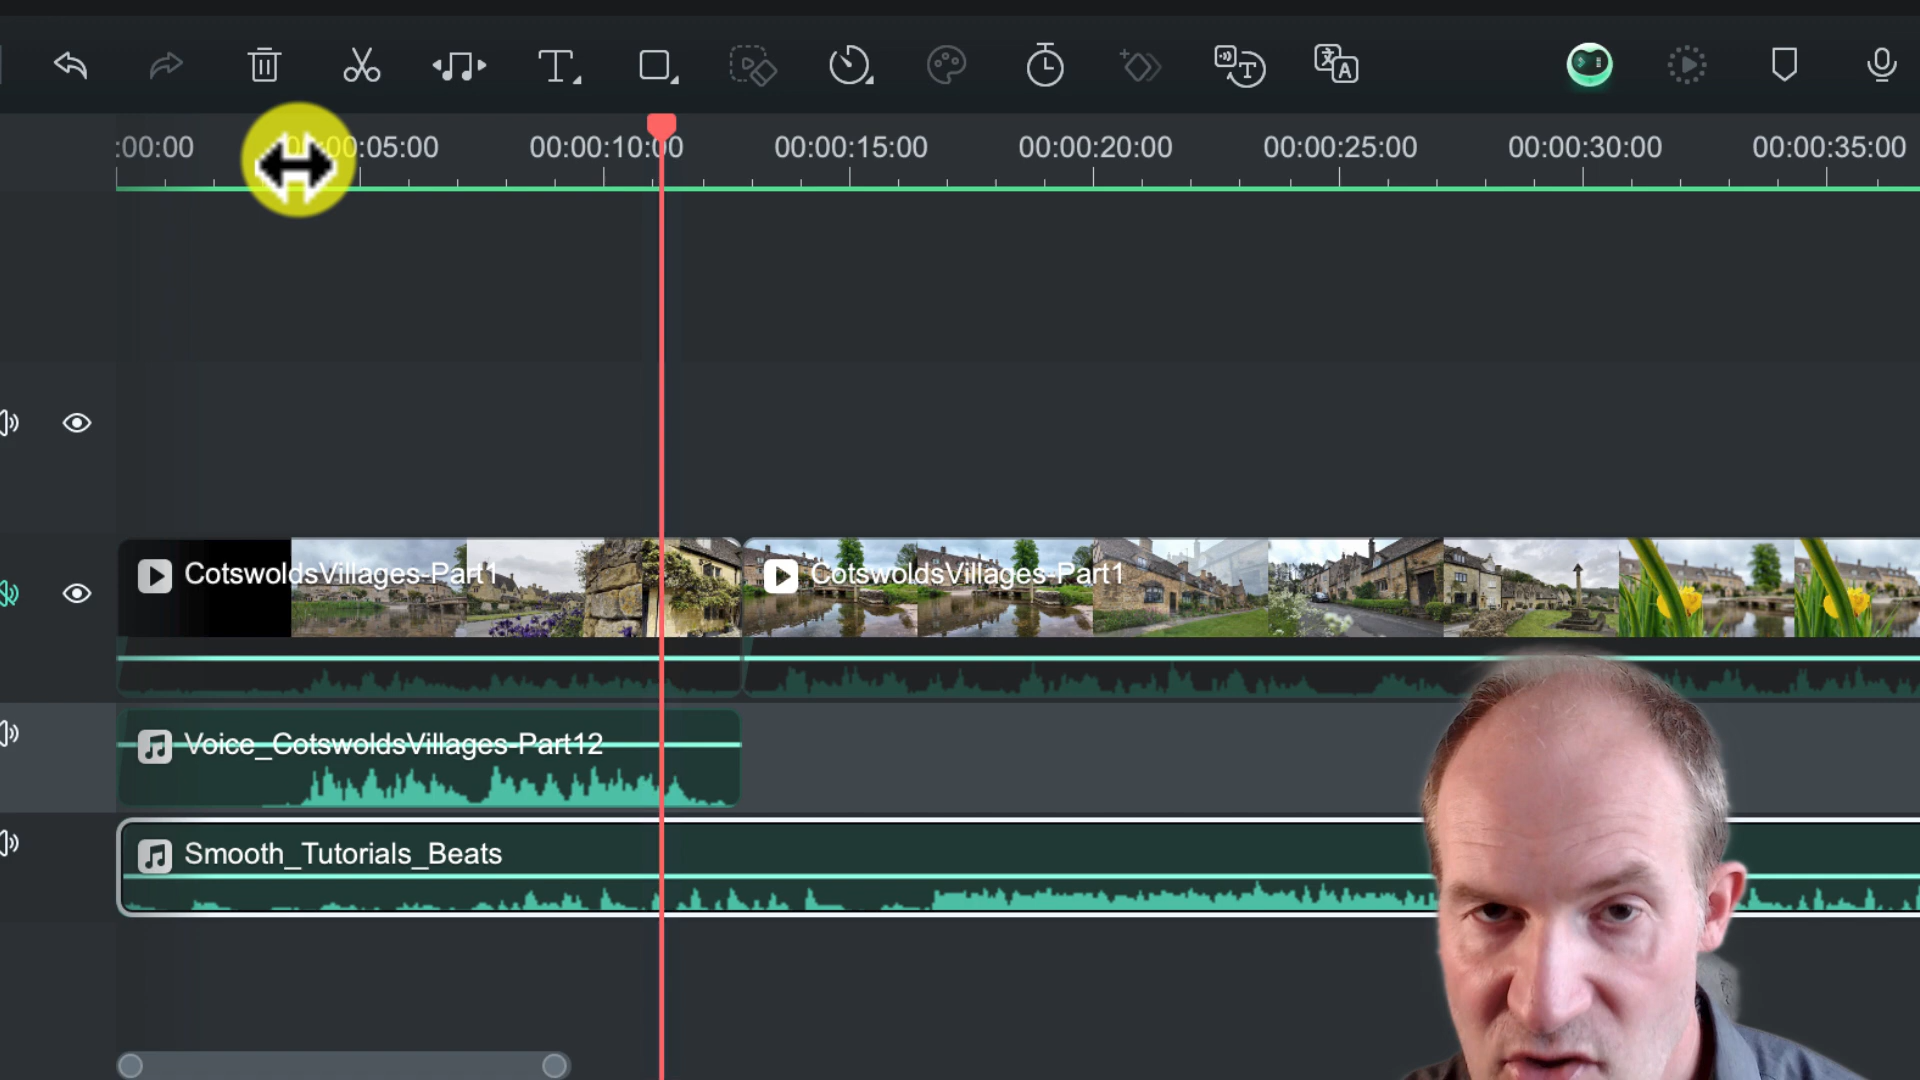 :00:00 00:00:05:00 00:00:10:00 00:00:15:00 00:00:20:00 00:00:25:00 00:00:30:00 00:00:35:00
CotswoldsVillages-Part1 CotswoldsVillages-Part1
Voice_CotswoldsVillages-Part12
Smooth_Tutorials_Beats